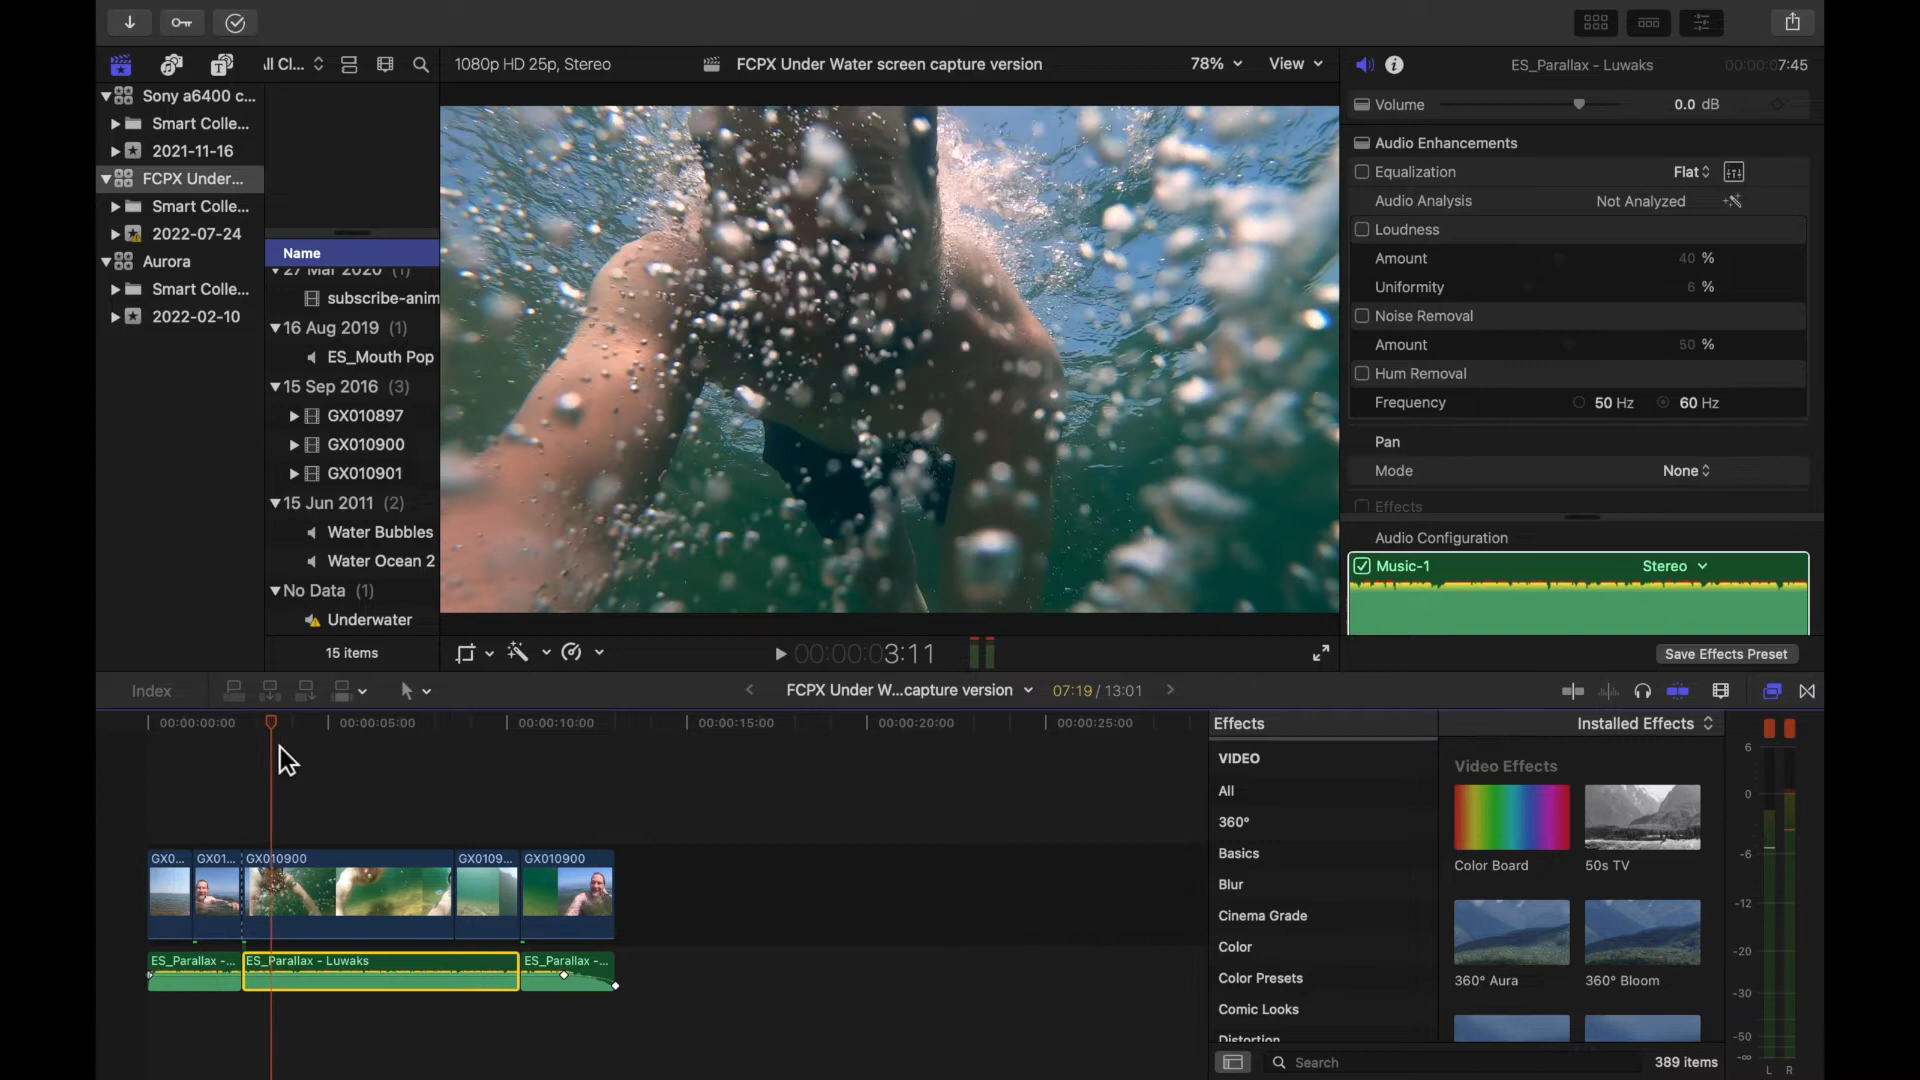 All Cl...
1080p HD 25p, Stereo
FCPX Under Water screen capture version
78%
View
ES_Parallax - Luwaks
00:00:07:45
Sony a6400 c...
Smart Colle...
2021-11-16
FCPX Under...
Smart Colle...
2022-07-24
Aurora
Smart Colle...
2022-02-10
Name
27 Mar 2020 (1)
subscribe-anim
16 Aug 2019 (1)
ES_Mouth Pop
15 Sep 2016 (3)
GX010897
GX010900
GX010901
15 Jun 2011 (2)
Water Bubbles
Water Ocean 2
No Data (1)
Underwater
15 items
Volume 0.0 dB
Audio Enhancements
Equalization Flat
Audio Analysis Not Analyzed
Loudness
Amount 40 %
Uniformity 6 %
Noise Removal
Amount 50 %
Hum Removal
Frequency 50 Hz 60 Hz
Pan
Mode None
Effects
Audio Configuration
Music-1 Stereo
Save Effects Preset
00:00:03:11
Index
FCPX Under W...capture version
07:19 / 13:01
00:00:00:00
00:00:05:00
00:00:10:00
00:00:15:00
00:00:20:00
00:00:25:00
GX0...
GX01...
GX010900
GX0109...
GX010900
ES_Parallax -...
ES_Parallax - Luwaks
ES_Parallax -...
Effects
Installed Effects
VIDEO
All
360°
Basics
Blur
Cinema Grade
Color
Color Presets
Comic Looks
Distortion
Video Effects
Color Board
50s TV
360° Aura
360° Bloom
Search
389 items
6
0
-6
-12
-20
-30
-50
-∞
L R